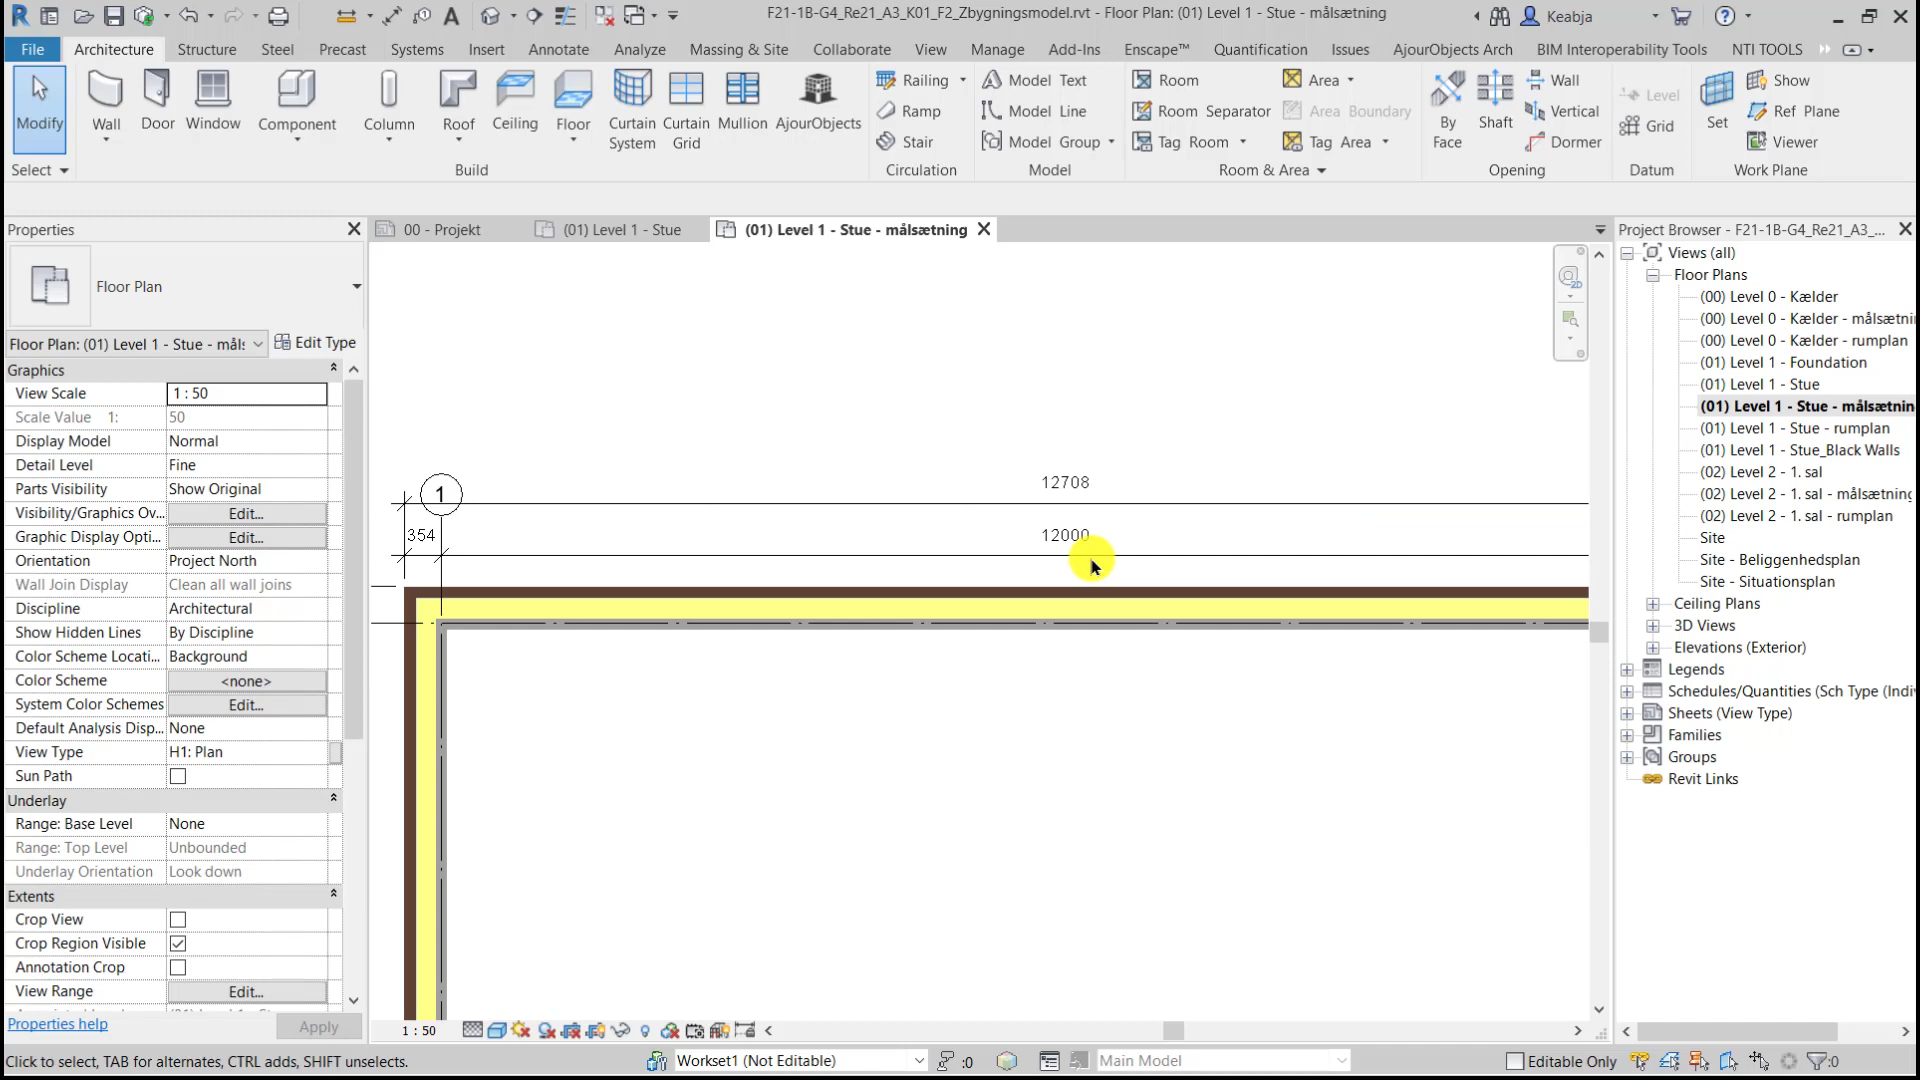 F21-1B-G4_Re21_A3_K01_F2_Zbygningsmodel.rvt - Floor Plan: (01) Level 1 - Stue - målsætning
Keabja
File Architecture Structure Steel Precast Systems Insert Annotate Analyze Massing & Site Collaborate View Manage Add-Ins Enscape™ Quantification Issues AjourObjects Arch BIM Interoperability Tools NTI TOOLS
Modify Wall Door Window Component Column Roof Ceiling Floor Curtain System Curtain Grid Mullion AjourObjects
Railing Model Text Room Area Wall Show
Ramp Model Line Room Separator Area Boundary Vertical Level Ref Plane
Stair Model Group Tag Room Tag Area By Face Shaft Dormer Grid Set Viewer
Select Build Circulation Model Room & Area Opening Datum Work Plane
Properties
Floor Plan
Floor Plan: (01) Level 1 - Stue - måls
Edit Type
Graphics
View Scale 1 : 50
Scale Value 1: 50
Display Model Normal
Detail Level Fine
Parts Visibility Show Original
Visibility/Graphics Ov... Edit...
Graphic Display Opti... Edit...
Orientation Project North
Wall Join Display Clean all wall joins
Discipline Architectural
Show Hidden Lines By Discipline
Color Scheme Locati... Background
Color Scheme <none>
System Color Schemes Edit...
Default Analysis Disp... None
View Type H1: Plan
Sun Path
Underlay
Range: Base Level None
Range: Top Level Unbounded
Underlay Orientation Look down
Extents
Crop View
Crop Region Visible
Annotation Crop
View Range Edit...
Properties help
Apply
00 - Projekt
(01) Level 1 - Stue
(01) Level 1 - Stue - målsætning
2D
1
12708
354
12000
1 : 50
Project Browser - F21-1B-G4_Re21_A3_...
Views (all)
Floor Plans
(00) Level 0 - Kælder
(00) Level 0 - Kælder - målsætni
(00) Level 0 - Kælder - rumplan
(01) Level 1 - Foundation
(01) Level 1 - Stue
(01) Level 1 - Stue - målsætnin
(01) Level 1 - Stue - rumplan
(01) Level 1 - Stue_Black Walls
(02) Level 2 - 1. sal
(02) Level 2 - 1. sal - målsætning
(02) Level 2 - 1. sal - rumplan
Site
Site - Beliggenhedsplan
Site - Situationsplan
Ceiling Plans
3D Views
Elevations (Exterior)
Legends
Schedules/Quantities (Sch Type (Indi
Sheets (View Type)
Families
Groups
Revit Links
Click to select, TAB for alternates, CTRL adds, SHIFT unselects.
Workset1 (Not Editable)
:0
Main Model
Editable Only
:0